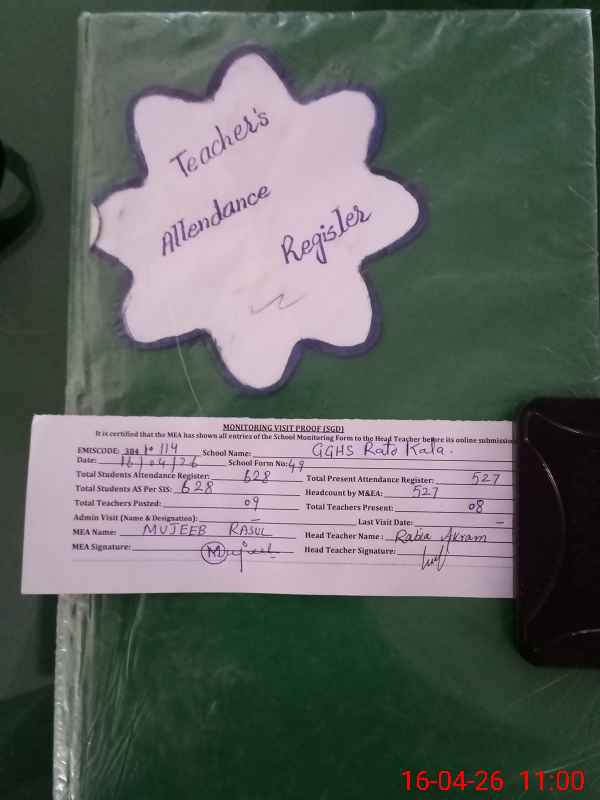 Teacher's
Attendance
Register
MONITORING VISIT PROOF (SGD)
It is certified that the MEA has shown all entries of the School Monitoring Form to the Head Teacher before its online submission
EMISCODE: 384 10 114 School Name: GGHS Rato Kala.
Date: 16/04/26 School Form No: 49
Total Students Attendance Register: 628 Total Present Attendance Register: 527
Total Students AS Per SIS: 628 Headcount by M&EA: 527
Total Teachers Posted: 09 Total Teachers Present: 08
Admin Visit (Name & Designation): – Last Visit Date: –
MEA Name: MUJEEB RASUL Head Teacher Name : Rabia Akram
MEA Signature: Mujeeb Head Teacher Signature:
16-04-26 11:00